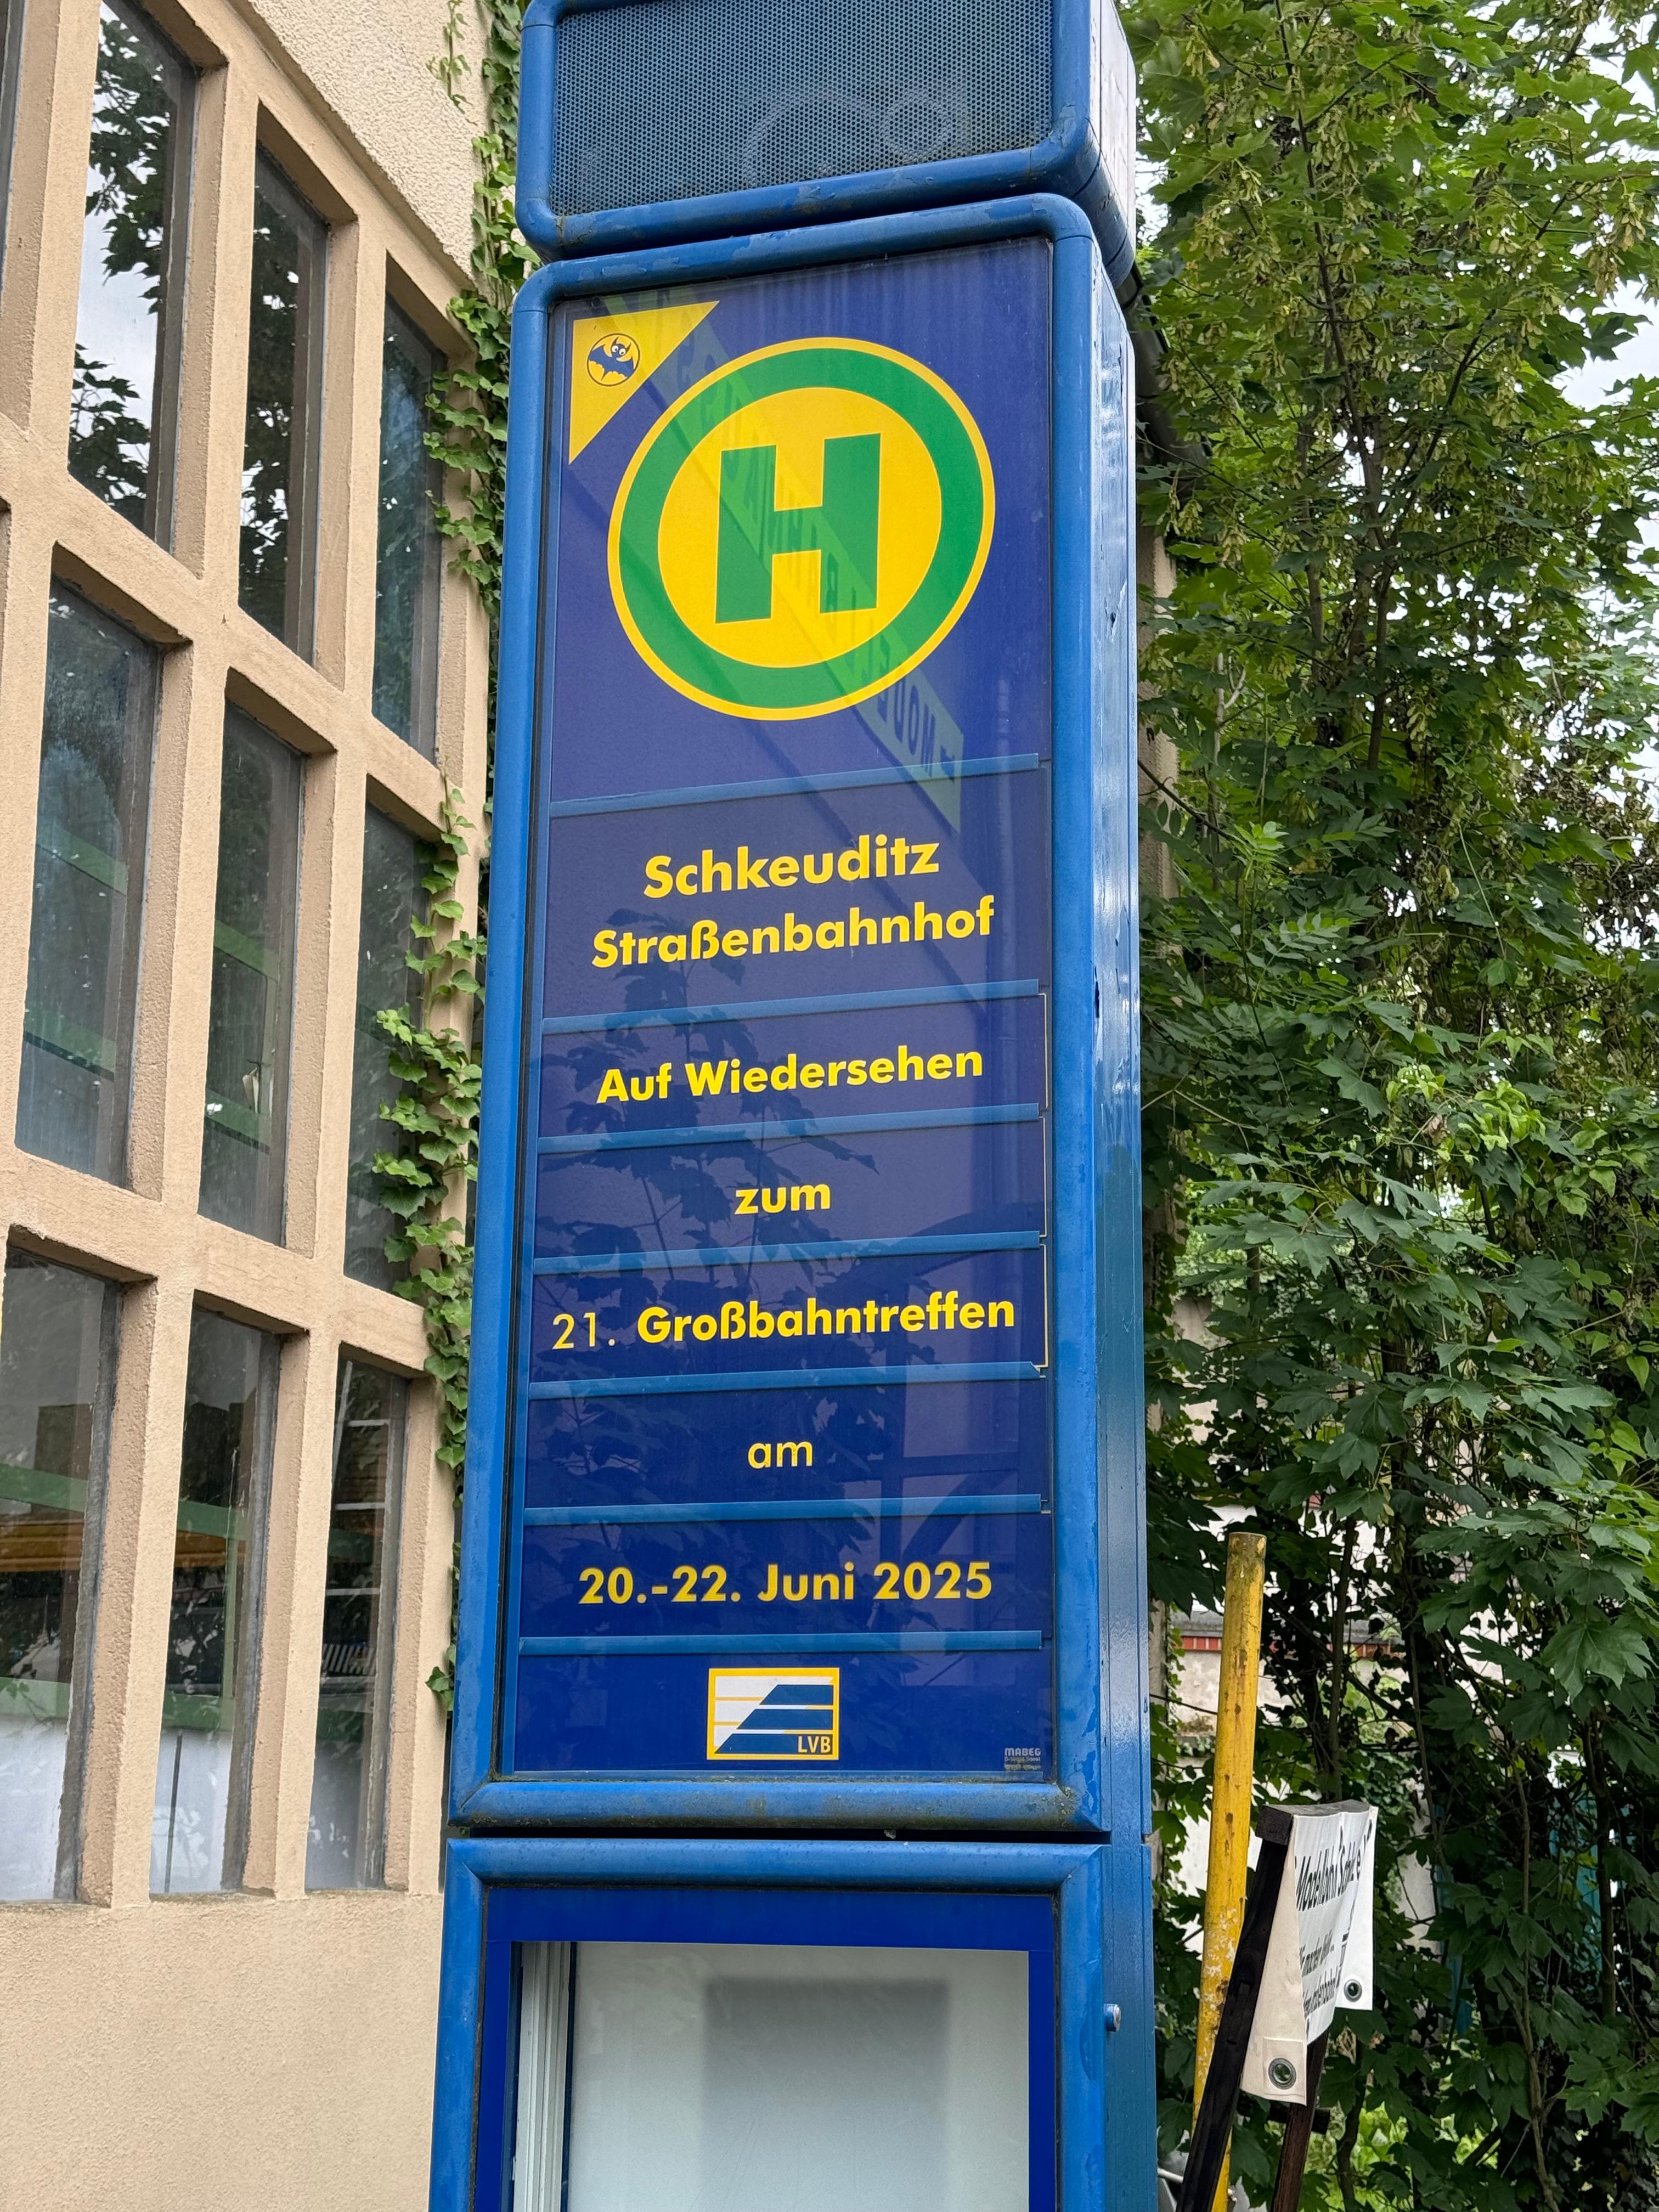 H
Schkeuditz
Straßenbahnhof
Auf Wiedersehen
zum
21. Großbahntreffen
am
20.-22. Juni 2025
LVB
MABEG